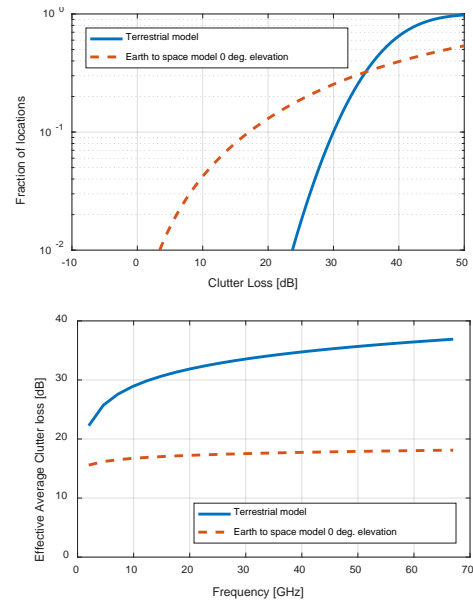 10 0
Terrestrial model
Earth to space model 0 deg. elevation
10 -1
10 -2
Fraction of locations
-10 0 10 20 30 40 50
Clutter Loss [dB]
40
30
20
10
0
Effective Average Clutter loss [dB]
Terrestrial model
Earth to space model 0 deg. elevation
0 10 20 30 40 50 60 70
Frequency [GHz]